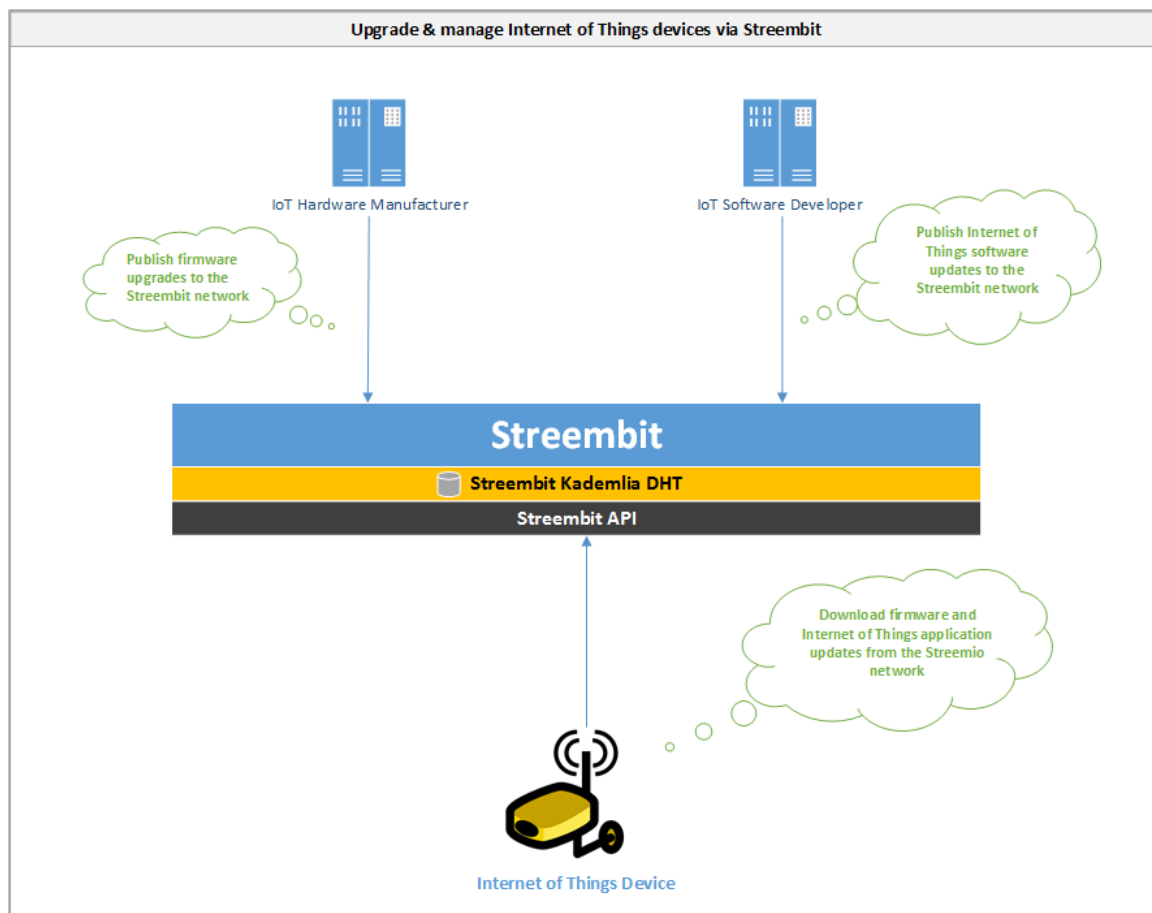 Upgrade & manage Internet of Things devices via Streembit
IoT Hardware Manufacturer
IoT Software Developer
Publish firmware
upgrades to the
Streembit network
Publish Internet of
Things software
updates to the
Streembit network
Streembit
Streembit Kademlia DHT
Streembit API
Download firmware and
Internet of Things application
updates from the Streemio
network
Internet of Things Device